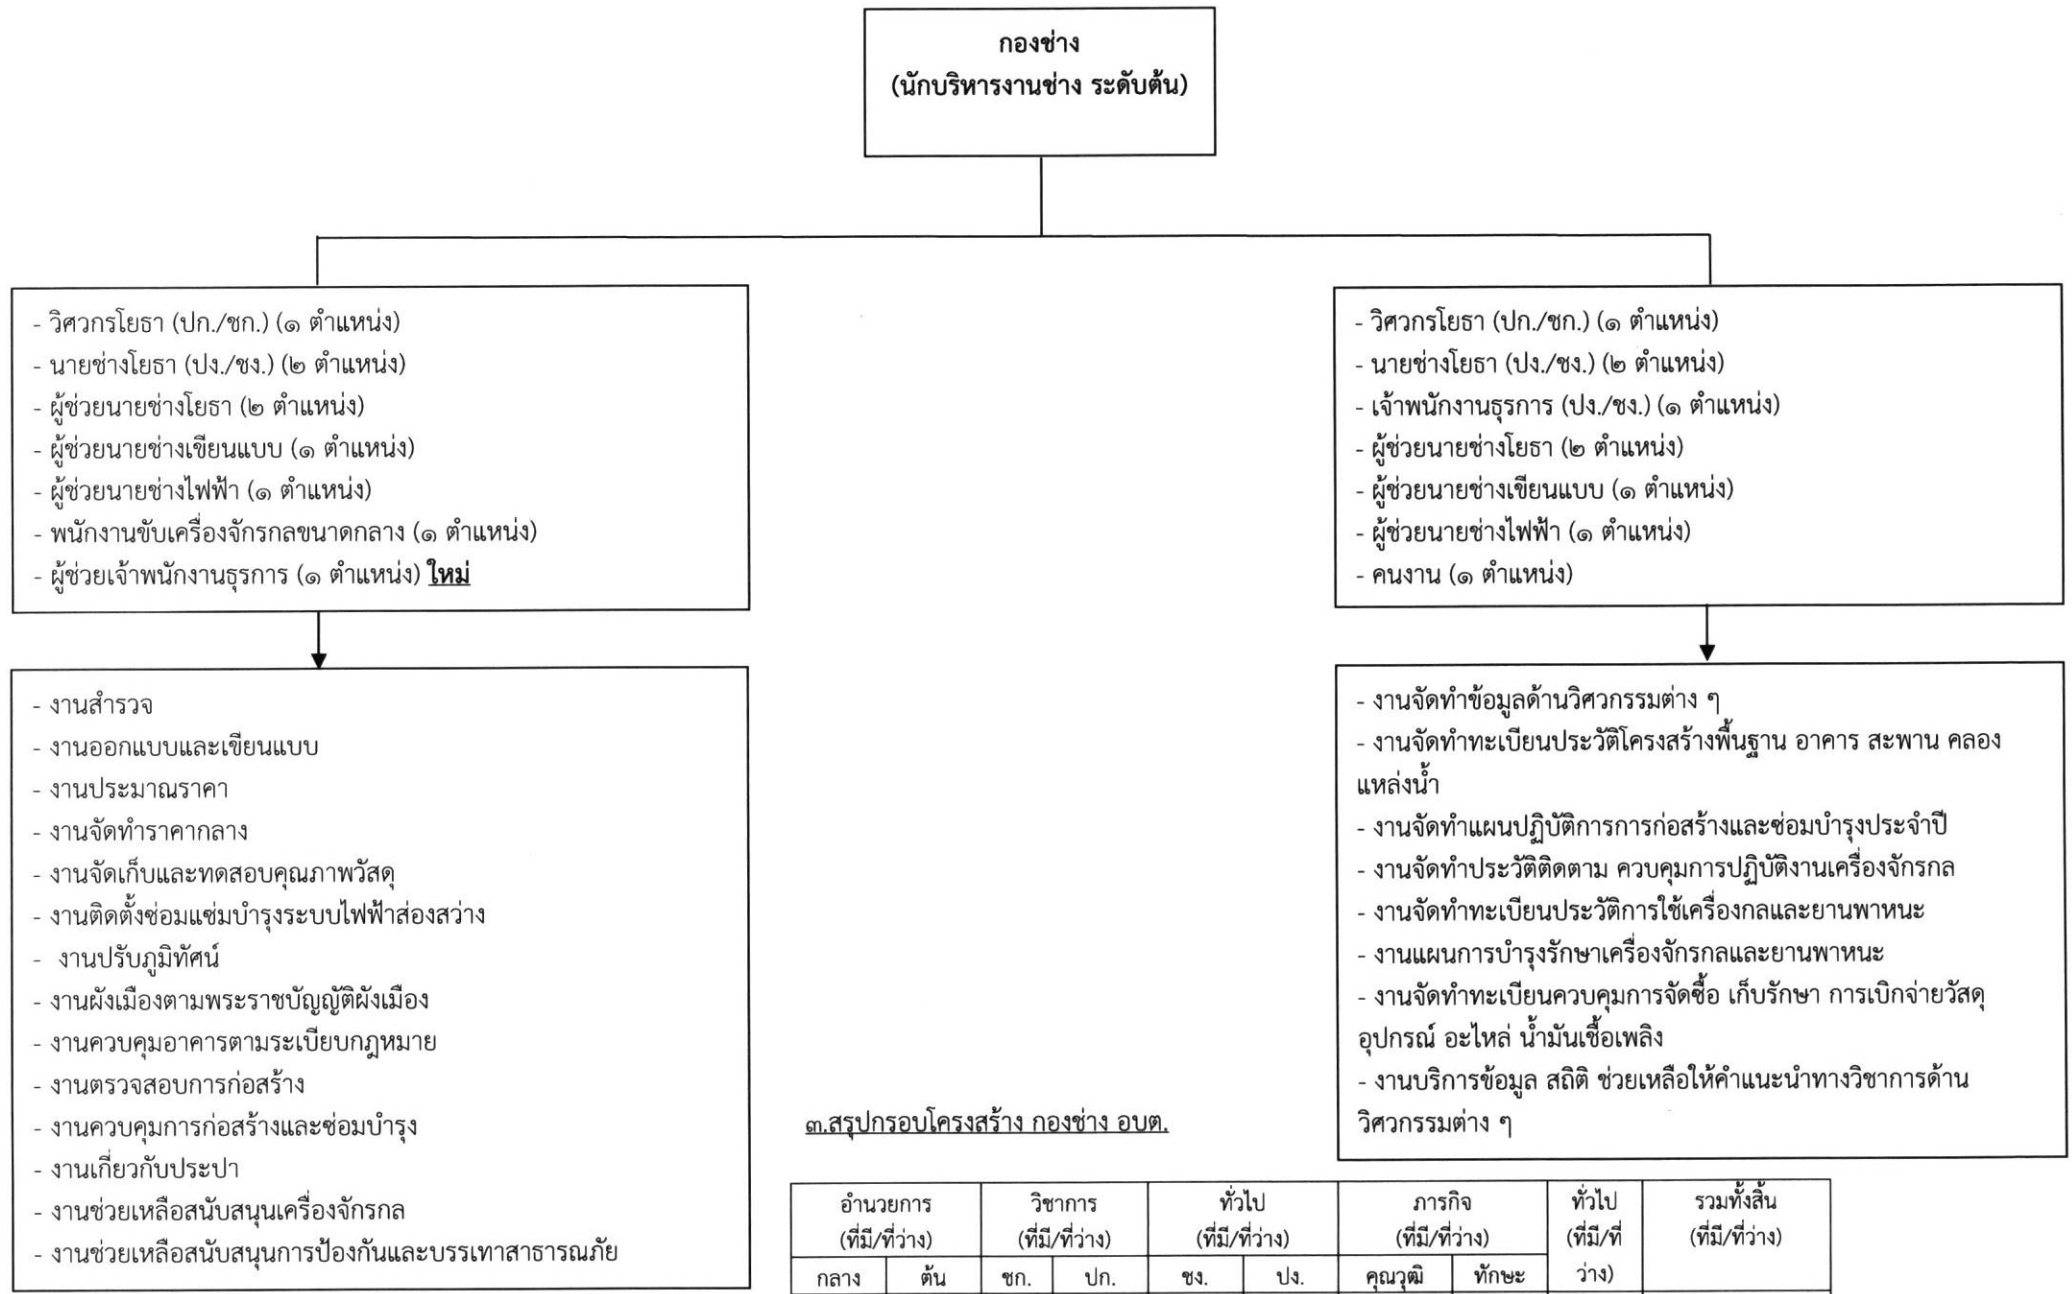 กองช่าง
(นักบริหารงานช่าง ระดับต้น)
- วิศวกรโยธา (ปก./ชก.) (๑ ตำแหน่ง)
- นายช่างโยธา (ปง./ชง.) (๒ ตำแหน่ง)
- ผู้ช่วยนายช่างโยธา (๒ ตำแหน่ง)
- ผู้ช่วยนายช่างเขียนแบบ (๑ ตำแหน่ง)
- ผู้ช่วยนายช่างไฟฟ้า (๑ ตำแหน่ง)
- พนักงานขับเครื่องจักรกลขนาดกลาง (๑ ตำแหน่ง)
- ผู้ช่วยเจ้าพนักงานธุรการ (๑ ตำแหน่ง) ใหม่
- วิศวกรโยธา (ปก./ชก.) (๑ ตำแหน่ง)
- นายช่างโยธา (ปง./ชง.) (๒ ตำแหน่ง)
- เจ้าพนักงานธุรการ (ปง./ชง.) (๑ ตำแหน่ง)
- ผู้ช่วยนายช่างโยธา (๒ ตำแหน่ง)
- ผู้ช่วยนายช่างเขียนแบบ (๑ ตำแหน่ง)
- ผู้ช่วยนายช่างไฟฟ้า (๑ ตำแหน่ง)
- คนงาน (๑ ตำแหน่ง)
- งานสำรวจ
- งานออกแบบและเขียนแบบ
- งานประมาณราคา
- งานจัดทำราคากลาง
- งานจัดเก็บและทดสอบคุณภาพวัสดุ
- งานติดตั้งซ่อมแซ่มบำรุงระบบไฟฟ้าส่องสว่าง
- งานปรับภูมิทัศน์
- งานผังเมืองตามพระราชบัญญัติผังเมือง
- งานควบคุมอาคารตามระเบียบกฎหมาย
- งานตรวจสอบการก่อสร้าง
- งานควบคุมการก่อสร้างและซ่อมบำรุง
- งานเกี่ยวกับประปา
- งานช่วยเหลือสนับสนุนเครื่องจักรกล
- งานช่วยเหลือสนับสนุนการป้องกันและบรรเทาสาธารณภัย
- งานจัดทำข้อมูลด้านวิศวกรรมต่าง ๆ
- งานจัดทำทะเบียนประวัติโครงสร้างพื้นฐาน อาคาร สะพาน คลอง
แหล่งน้ำ
- งานจัดทำแผนปฏิบัติการการก่อสร้างและซ่อมบำรุงประจำปี
- งานจัดทำประวัติติดตาม ควบคุมการปฏิบัติงานเครื่องจักรกล
- งานจัดทำทะเบียนประวัติการใช้เครื่องกลและยานพาหนะ
- งานแผนการบำรุงรักษาเครื่องจักรกลและยานพาหนะ
- งานจัดทำทะเบียนควบคุมการจัดซื้อ เก็บรักษา การเบิกจ่ายวัสดุ
อุปกรณ์ อะไหล่ น้ำมันเชื้อเพลิง
- งานบริการข้อมูล สถิติ ช่วยเหลือให้คำแนะนำทางวิชาการด้าน
วิศวกรรมต่าง ๆ
๓.สรุปกรอบโครงสร้าง กองช่าง อบต.
อำนวยการ วิชาการ ทั่วไป ภารกิจ ทั่วไป รวมทั้งสิ้น
(ที่มี/ที่ว่าง) (ที่มี/ที่ว่าง) (ที่มี/ที่ว่าง) (ที่มี/ที่ว่าง) (ที่มี/ที่ (ที่มี/ที่ว่าง)
กลาง ต้น ชก. ปก. ชง. ปง. คุณวุฒิ ทักษะ ว่าง)